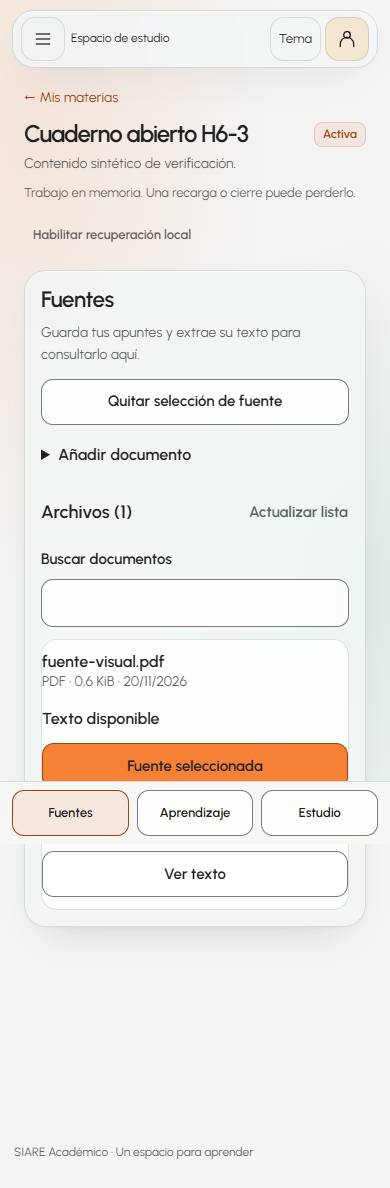 Espacio de estudio
Tema
← Mis materias
Cuaderno abierto H6-3
Activa
Contenido sintético de verificación.
Trabajo en memoria. Una recarga o cierre puede perderlo.
Habilitar recuperación local
Fuentes
Guarda tus apuntes y extrae su texto para
consultarlo aquí.
Quitar selección de fuente
▶ Añadir documento
Archivos (1)
Actualizar lista
Buscar documentos
fuente-visual.pdf
PDF · 0,6 KiB · 20/11/2026
Texto disponible
Fuente seleccionada
Fuentes
Aprendizaje
Estudio
Ver texto
SIARE Académico · Un espacio para aprender